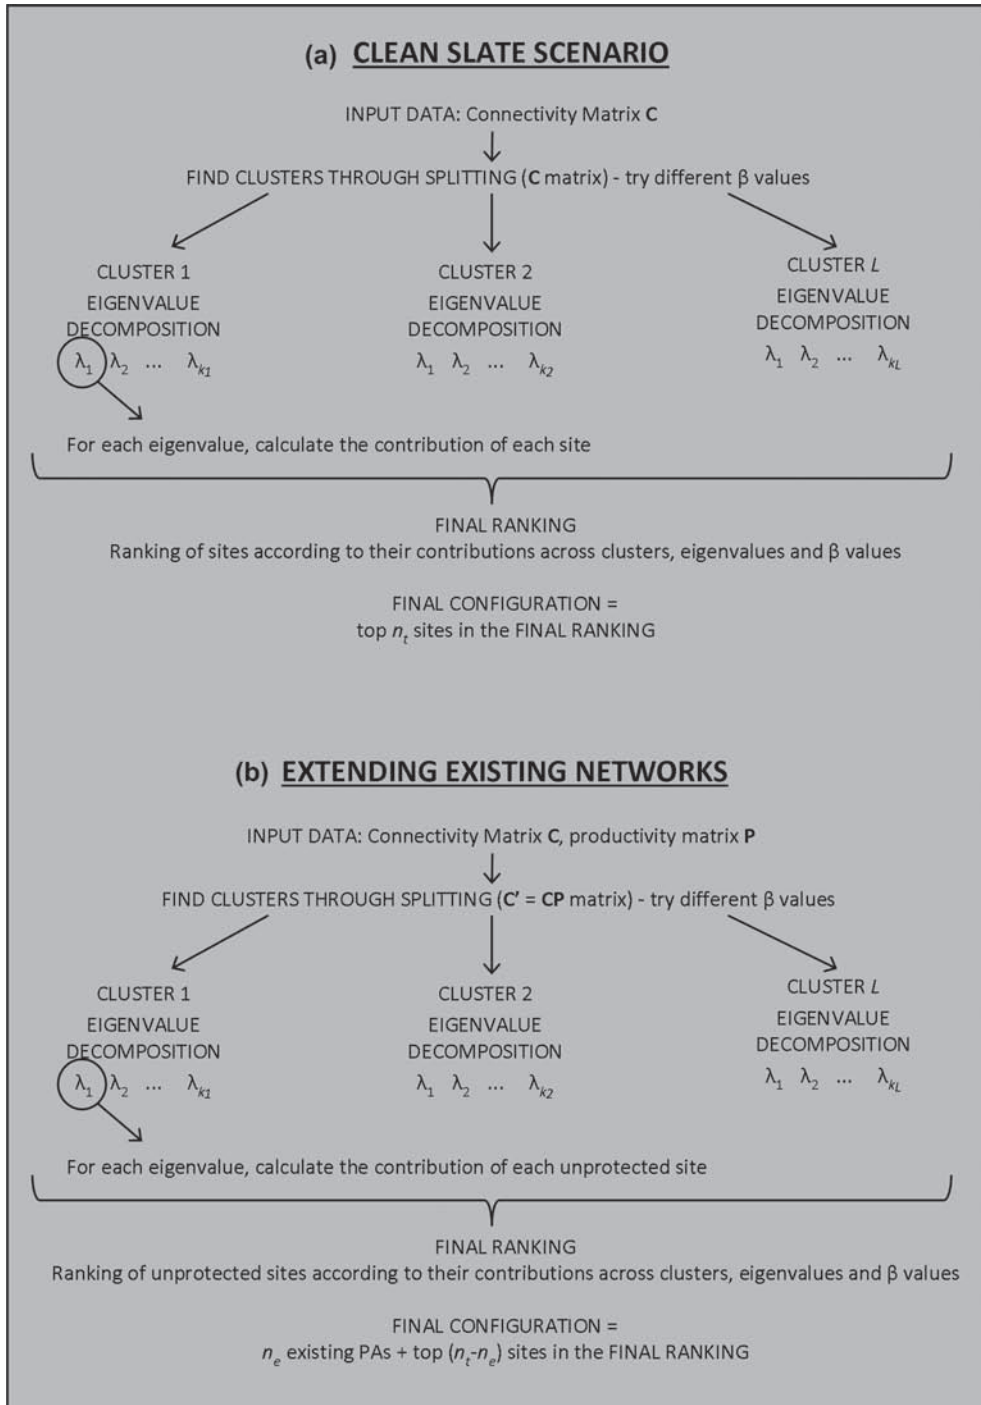 (a) CLEAN SLATE SCENARIO
INPUT DATA: Connectivity Matrix C
FIND CLUSTERS THROUGH SPLITTING (C matrix) - try different β values
CLUSTER 1
EIGENVALUE
DECOMPOSITION
λ1 λ2 ... λk1
CLUSTER 2
EIGENVALUE
DECOMPOSITION
λ1 λ2 ... λk2
CLUSTER L
EIGENVALUE
DECOMPOSITION
λ1 λ2 ... λkL
For each eigenvalue, calculate the contribution of each site
FINAL RANKING
Ranking of sites according to their contributions across clusters, eigenvalues and β values
FINAL CONFIGURATION =
top nt sites in the FINAL RANKING
(b) EXTENDING EXISTING NETWORKS
INPUT DATA: Connectivity Matrix C, productivity matrix P
FIND CLUSTERS THROUGH SPLITTING (C' = CP matrix) - try different β values
CLUSTER 1
EIGENVALUE
DECOMPOSITION
λ1 λ2 ... λk1
CLUSTER 2
EIGENVALUE
DECOMPOSITION
λ1 λ2 ... λk2
CLUSTER L
EIGENVALUE
DECOMPOSITION
λ1 λ2 ... λkL
For each eigenvalue, calculate the contribution of each unprotected site
FINAL RANKING
Ranking of unprotected sites according to their contributions across clusters, eigenvalues and β values
FINAL CONFIGURATION =
ne existing PAs + top (nt-ne) sites in the FINAL RANKING